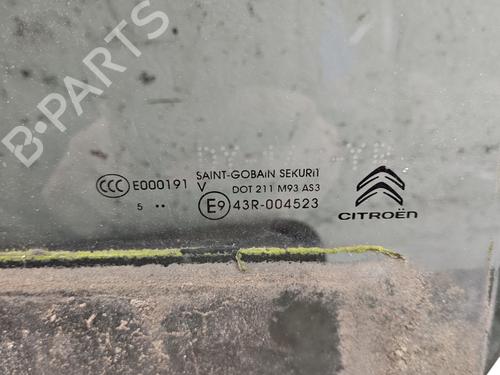 B-PARTS
CCC E000191
5 ••
SAINT-GOBAIN SEKURIT
V DOT 211 M93 AS3
E9 43R-004523
CITROËN